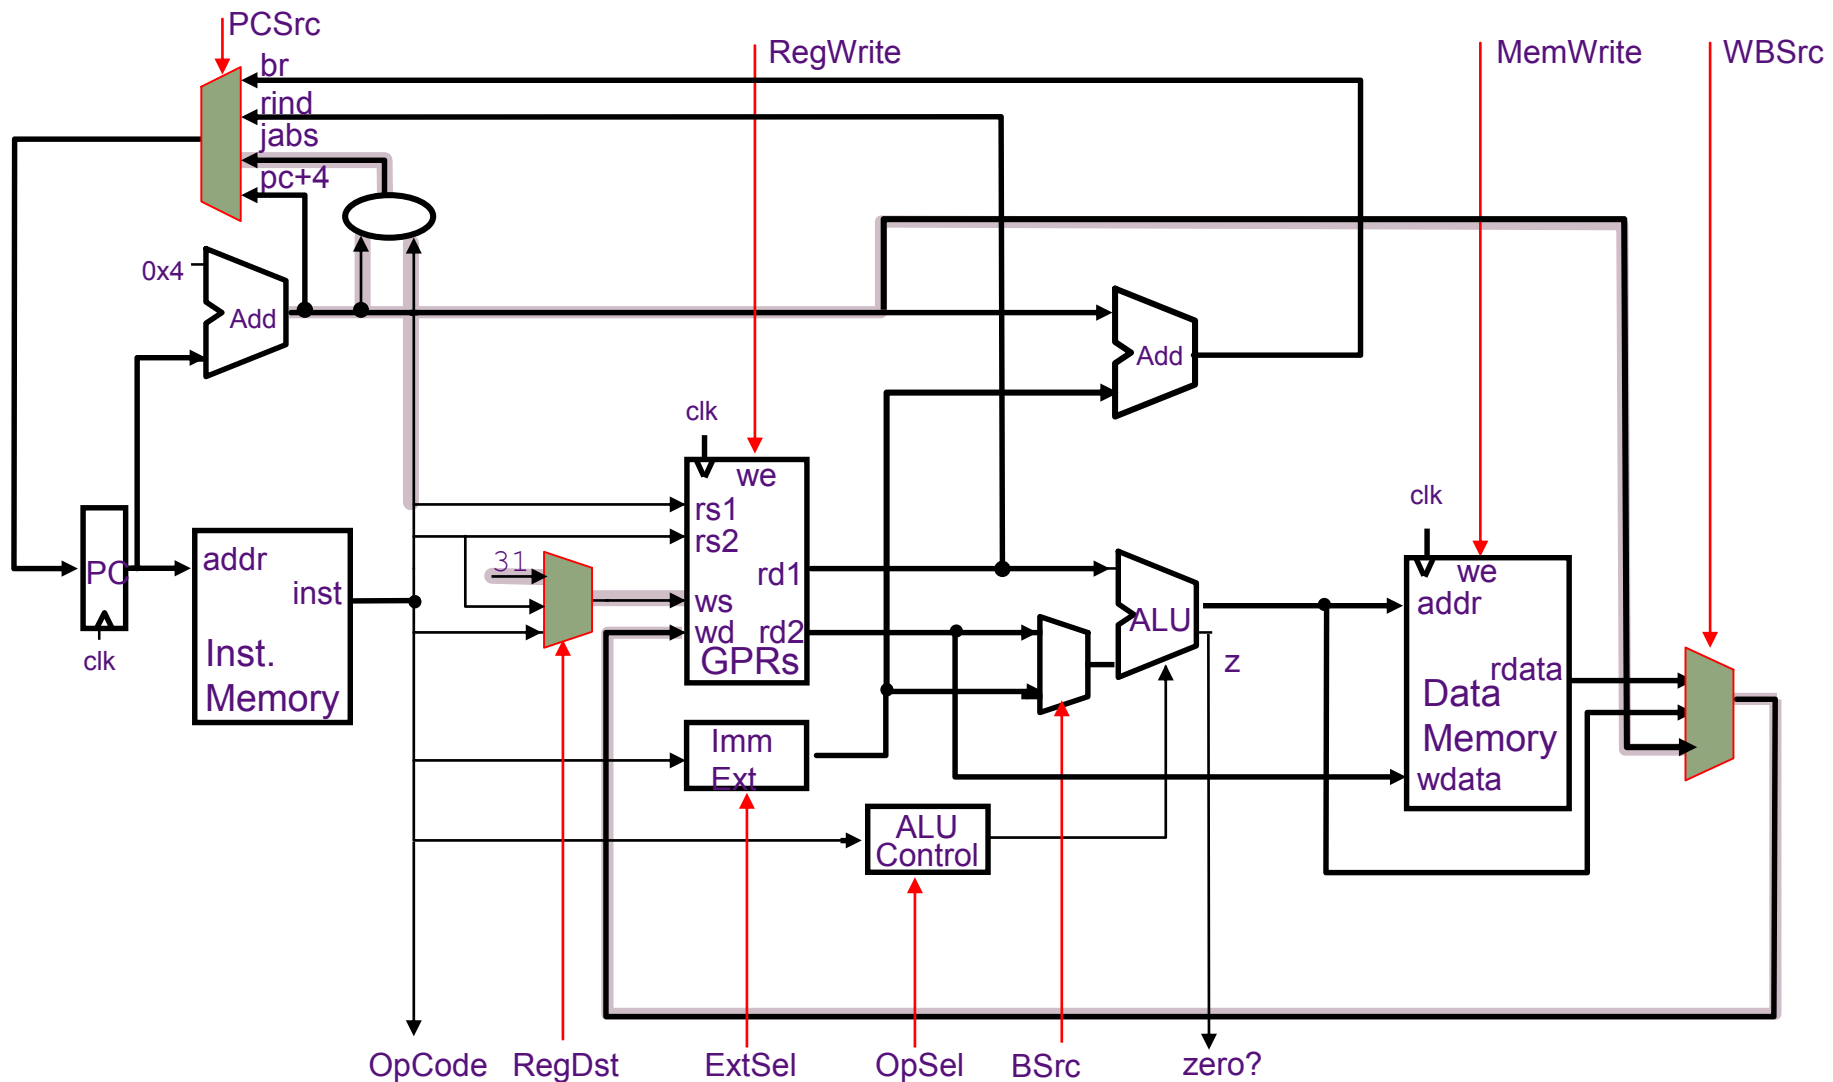 PCSrc
RegWrite
MemWrite
WBSrc
br
rind
jabs
pc+4
0x4
Add
Add
clk
we
rs1
rs2
31
rd1
ws
wd
rd2
GPRs
PC
clk
addr
inst
Inst.
Memory
ALU
z
clk
we
addr
rdata
Data
Memory
wdata
Imm
Ext
ALU
Control
OpCode
RegDst
ExtSel
OpSel
BSrc
zero?